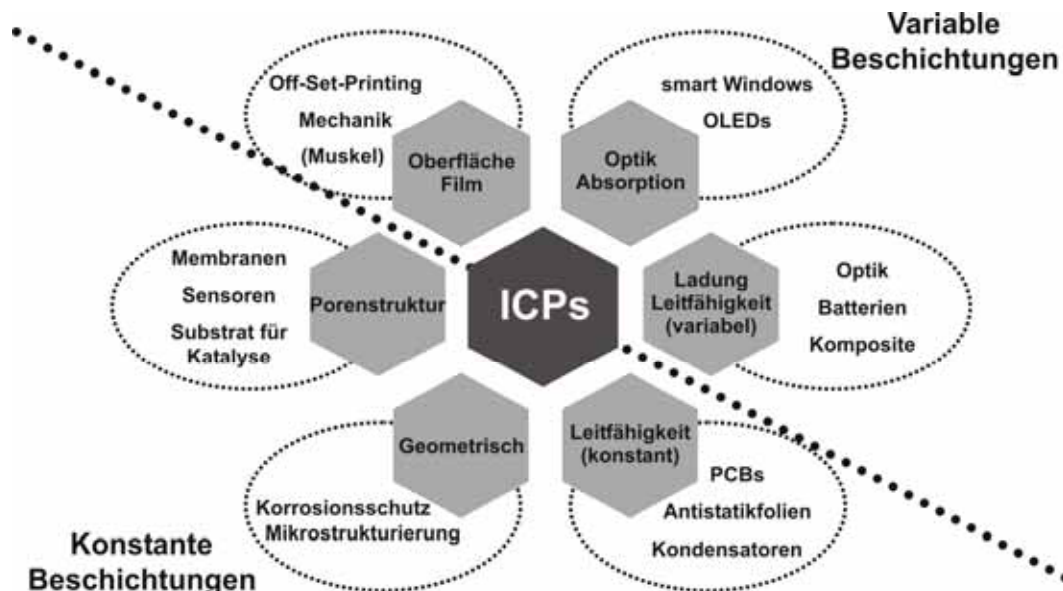 Variable
Beschichtungen
Off-Set-Printing
Mechanik
(Muskel)
Oberfläche
Film
smart Windows
OLEDs
Optik
Absorption
Membranen
Sensoren
Substrat für
Katalyse
Porenstruktur
ICPs
Ladung
Leitfähigkeit
(variabel)
Optik
Batterien
Komposite
Geometrisch
Korrosionsschutz
Mikrostrukturierung
Leitfähigkeit
(konstant)
PCBs
Antistatikfolien
Kondensatoren
Konstante
Beschichtungen